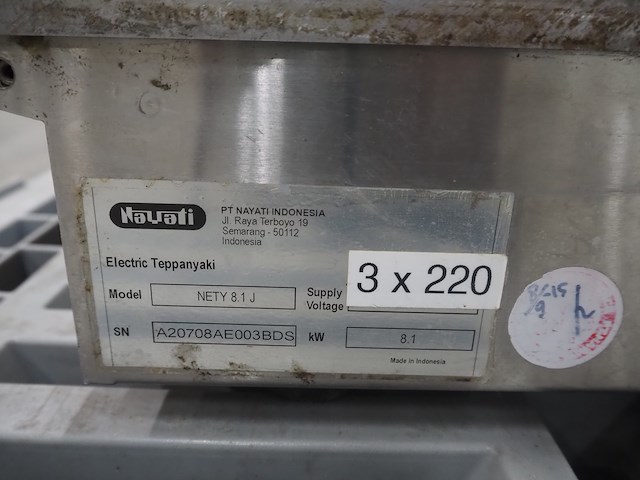 Nayati
PT NAYATI INDONESIA
Jl. Raya Terboyo 19
Semarang - 50112
Indonesia
Electric Teppanyaki
Model NETY 8.1 J
Supply Voltage 3 x 220
SN A20708AE003BDS
kW 8.1
Made in Indonesia